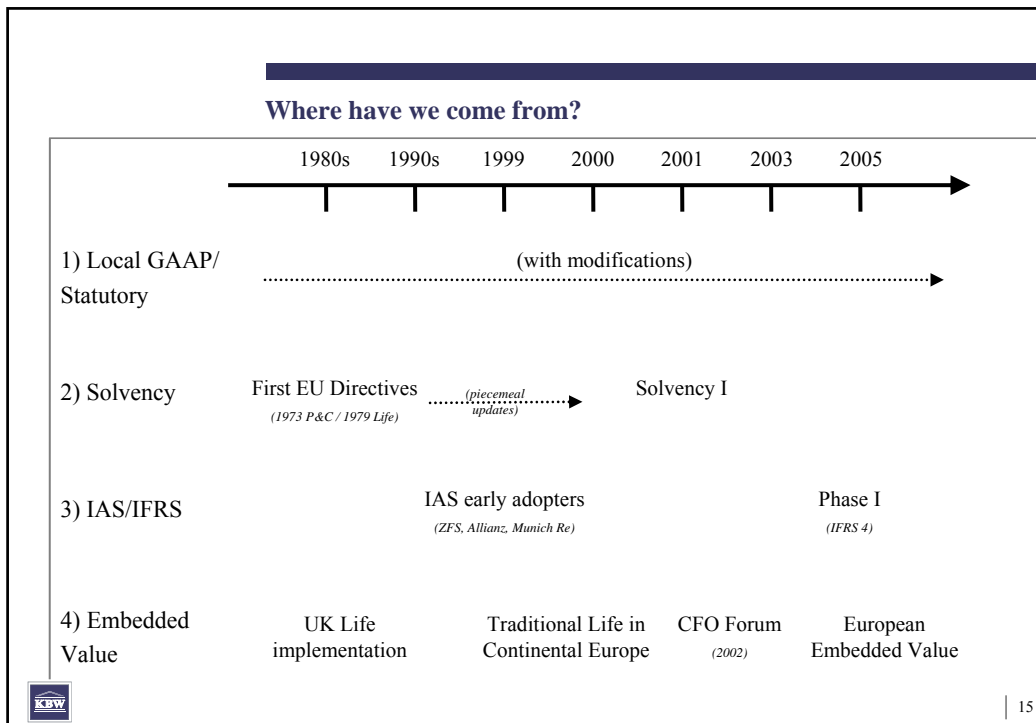 Where have we come from?
1980s 1990s 1999 2000 2001 2003 2005
1) Local GAAP/
Statutory
(with modifications)
2) Solvency
First EU Directives
(1973 P&C / 1979 Life)
(piecemeal
updates)
Solvency I
3) IAS/IFRS
IAS early adopters
(ZFS, Allianz, Munich Re)
Phase I
(IFRS 4)
4) Embedded
Value
UK Life
implementation
Traditional Life in
Continental Europe
CFO Forum
(2002)
European
Embedded Value
KBW
15